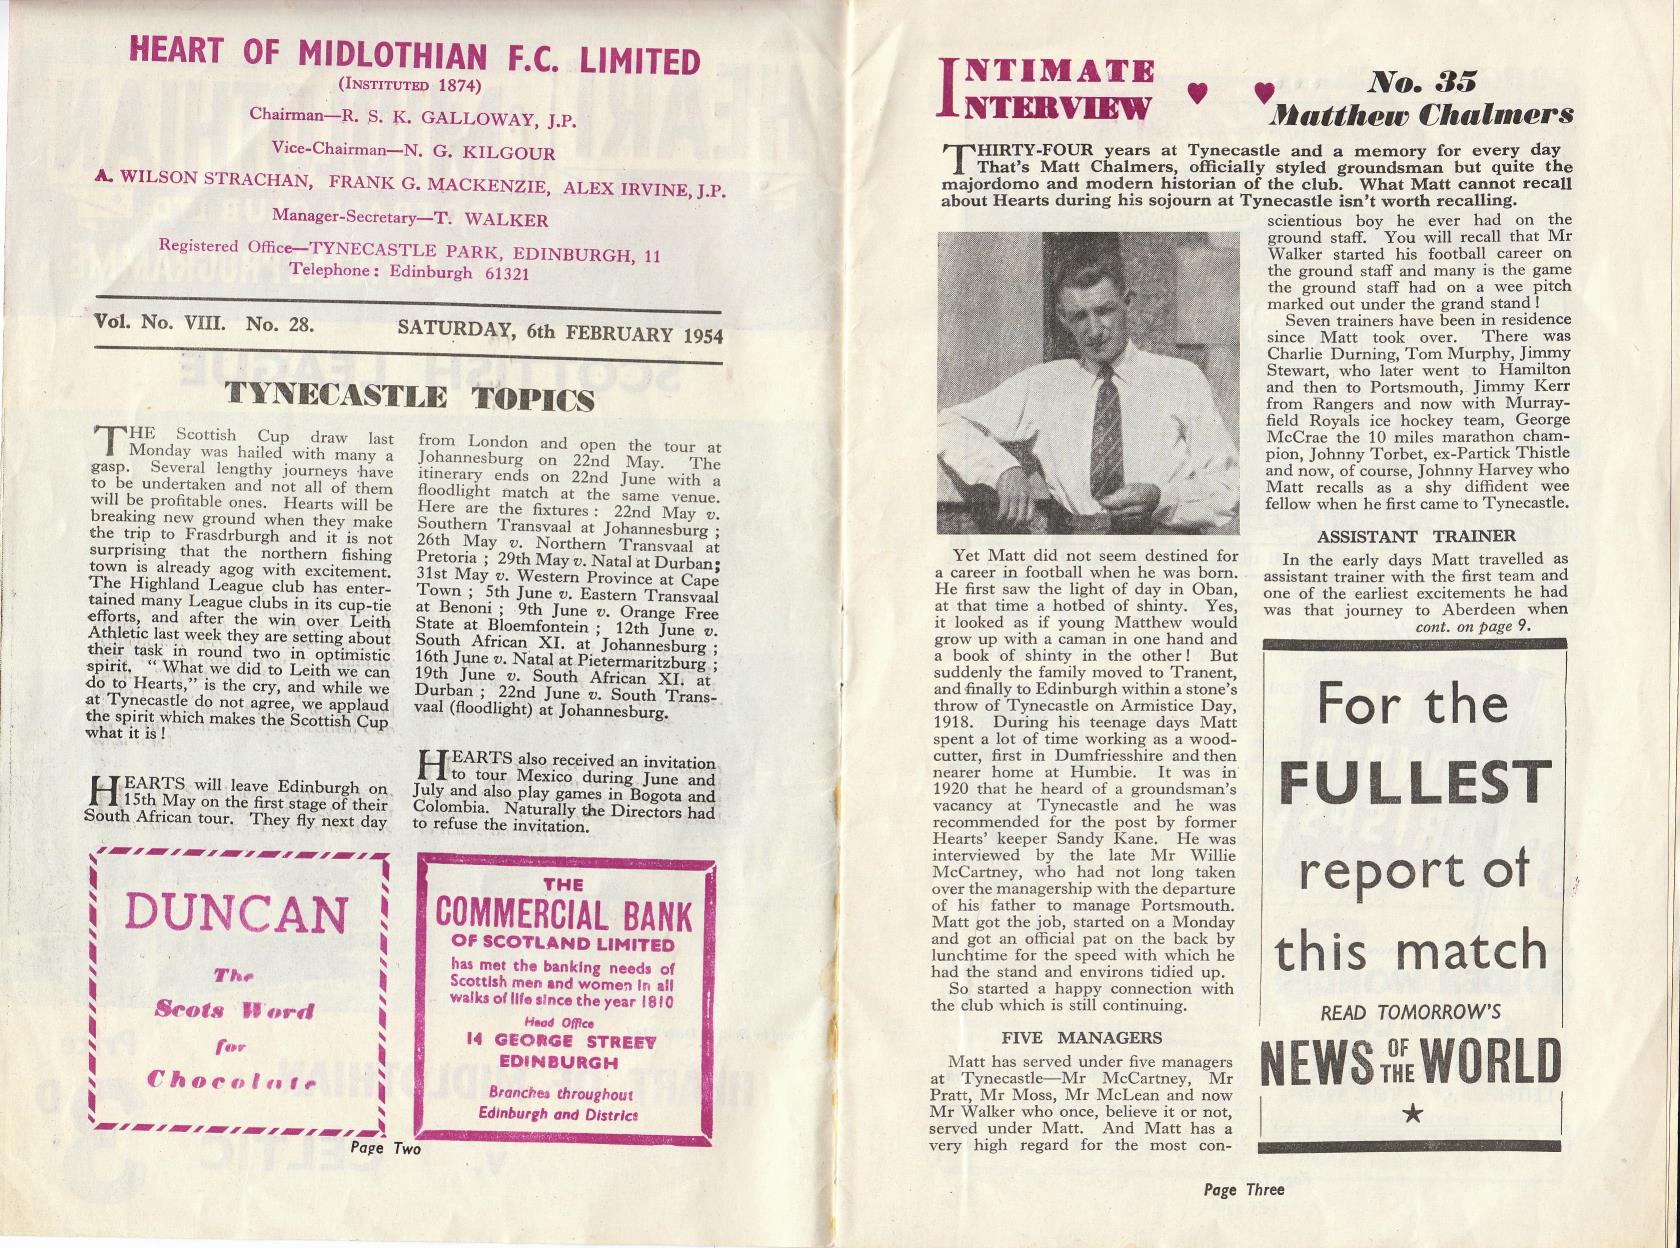 HEART OF MIDLOTHIAN F.C. LIMITED
(INSTITUTED 1874)
Chairman—R. S. K. GALLOWAY, J.P.
Vice-Chairman—N. G. KILGOUR
A. WILSON STRACHAN, FRANK G. MACKENZIE, ALEX IRVINE, J.P.
Manager-Secretary—T. WALKER
Registered Office—TYNECASTLE PARK, EDINBURGH, 11
Telephone: Edinburgh 61321
Vol. No. VIII. No. 28. SATURDAY, 6th FEBRUARY 1954
TYNECASTLE TOPICS
THE Scottish Cup draw last
Monday was hailed with many a
gasp. Several lengthy journeys have
to be undertaken and not all of them
will be profitable ones. Hearts will be
breaking new ground when they make
the trip to Frasdrburgh and it is not
surprising that the northern fishing
town is already agog with excitement.
The Highland League club has enter-
tained many League clubs in its cup-tie
efforts, and after the win over Leith
Athletic last week they are setting about
their task in round two in optimistic
spirit. "What we did to Leith we can
do to Hearts," is the cry, and while we
at Tynecastle do not agree, we applaud
the spirit which makes the Scottish Cup
what it is!
HEARTS will leave Edinburgh on
15th May on the first stage of their
South African tour. They fly next day
from London and open the tour at
Johannesburg on 22nd May. The
itinerary ends on 22nd June with a
floodlight match at the same venue.
Here are the fixtures: 22nd May v.
Southern Transvaal at Johannesburg;
26th May v. Northern Transvaal at
Pretoria; 29th May v. Natal at Durban;
31st May v. Western Province at Cape
Town; 5th June v. Eastern Transvaal
at Benoni; 9th June v. Orange Free
State at Bloemfontein; 12th June v.
South African XI. at Johannesburg;
16th June v. Natal at Pietermaritzburg;
19th June v. South African XI. at
Durban; 22nd June v. South Trans-
vaal (floodlight) at Johannesburg.
HEARTS also received an invitation
to tour Mexico during June and
July and also play games in Bogota and
Colombia. Naturally the Directors had
to refuse the invitation.
DUNCAN
The
Scots Word
for
Chocolate
THE
COMMERCIAL BANK
OF SCOTLAND LIMITED
has met the banking needs of
Scottish men and women in all
walks of life since the year 1810
Head Office
14 GEORGE STREET
EDINBURGH
Branches throughout
Edinburgh and District
Page Two
INTIMATE
INTERVIEW
No. 35
Matthew Chalmers
THIRTY-FOUR years at Tynecastle and a memory for every day
That's Matt Chalmers, officially styled groundsman but quite the
majordomo and modern historian of the club. What Matt cannot recall
about Hearts during his sojourn at Tynecastle isn't worth recalling.
Yet Matt did not seem destined for
a career in football when he was born.
He first saw the light of day in Oban,
at that time a hotbed of shinty. Yes,
it looked as if young Matthew would
grow up with a caman in one hand and
a book of shinty in the other! But
suddenly the family moved to Tranent,
and finally to Edinburgh within a stone's
throw of Tynecastle on Armistice Day,
1918. During his teenage days Matt
spent a lot of time working as a wood-
cutter, first in Dumfriesshire and then
nearer home at Humbie. It was in
1920 that he heard of a groundsman's
vacancy at Tynecastle and he was
recommended for the post by former
Hearts' keeper Sandy Kane. He was
interviewed by the late Mr Willie
McCartney, who had not long taken
over the managership with the departure
of his father to manage Portsmouth.
Matt got the job, started on a Monday
and got an official pat on the back by
lunchtime for the speed with which he
had the stand and environs tidied up.
So started a happy connection with
the club which is still continuing.
FIVE MANAGERS
Matt has served under five managers
at Tynecastle—Mr McCartney, Mr
Pratt, Mr Moss, Mr McLean and now
Mr Walker who once, believe it or not,
served under Matt. And Matt has a
very high regard for the most con-
scientious boy he ever had on the
ground staff. You will recall that Mr
Walker started his football career on
the ground staff and many is the game
the ground staff had on a wee pitch
marked out under the grand stand!
Seven trainers have been in residence
since Matt took over. There was
Charlie Durning, Tom Murphy, Jimmy
Stewart, who later went to Hamilton
and then to Portsmouth, Jimmy Kerr
from Rangers and now with Murray-
field Royals ice hockey team, George
McCrae the 10 miles marathon cham-
pion, Johnny Torbet, ex-Partick Thistle
and now, of course, Johnny Harvey who
Matt recalls as a shy diffident wee
fellow when he first came to Tynecastle.
ASSISTANT TRAINER
In the early days Matt travelled as
assistant trainer with the first team and
one of the earliest excitements he had
was that journey to Aberdeen when
cont. on page 9.
For the
FULLEST
report of
this match
READ TOMORROW'S
NEWS OF THE WORLD
Page Three